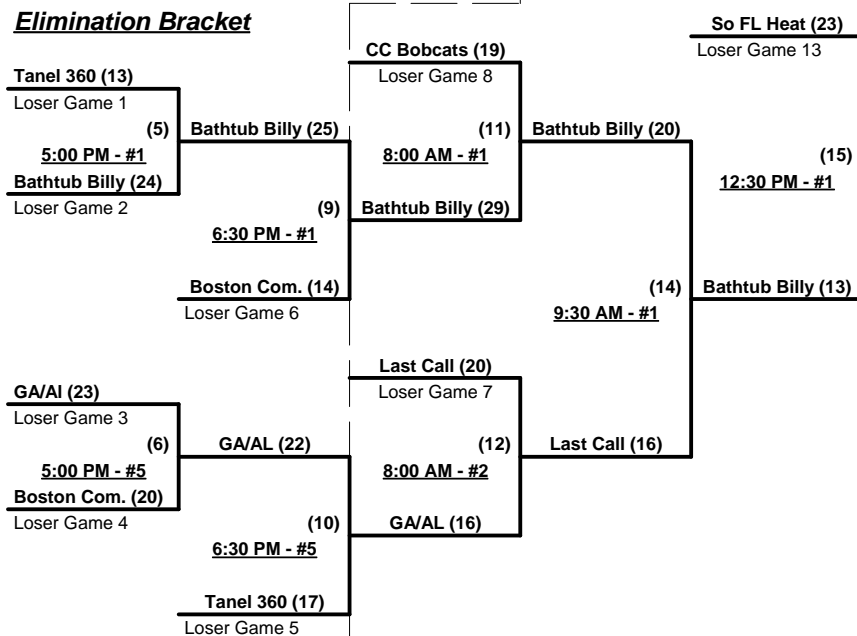 Elimination Bracket
So FL Heat (23)
Loser Game 13
CC Bobcats (19)
Loser Game 8
Tanel 360 (13)
Loser Game 1
(5)
Bathtub Billy (25)
(11)
Bathtub Billy (20)
5:00 PM - #1
8:00 AM - #1
(15)
12:30 PM - #1
Bathtub Billy (24)
Loser Game 2
(9)
Bathtub Billy (29)
6:30 PM - #1
Boston Com. (14)
Loser Game 6
(14)
Bathtub Billy (13)
9:30 AM - #1
Last Call (20)
Loser Game 7
GA/Al (23)
Loser Game 3
(6)
GA/AL (22)
(12)
Last Call (16)
5:00 PM - #5
8:00 AM - #2
Boston Com. (20)
Loser Game 4
(10)
GA/AL (16)
6:30 PM - #5
Tanel 360 (17)
Loser Game 5